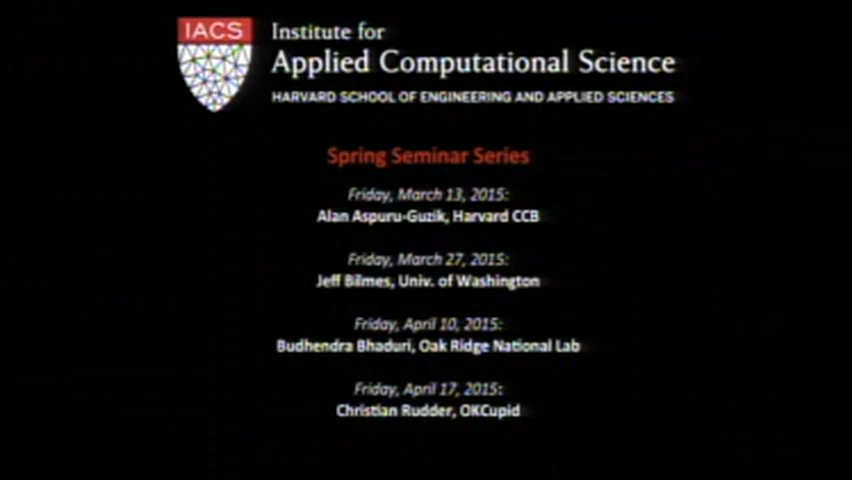 IACS
Institute for
Applied Computational Science
HARVARD SCHOOL OF ENGINEERING AND APPLIED SCIENCES
Spring Seminar Series
Friday, March 13, 2015:
Alan Aspuru-Guzik, Harvard CCB
Friday, March 27, 2015:
Jeff Bilmes, Univ. of Washington
Friday, April 10, 2015:
Budhendra Bhaduri, Oak Ridge National Lab
Friday, April 17, 2015:
Christian Rudder, OKCupid